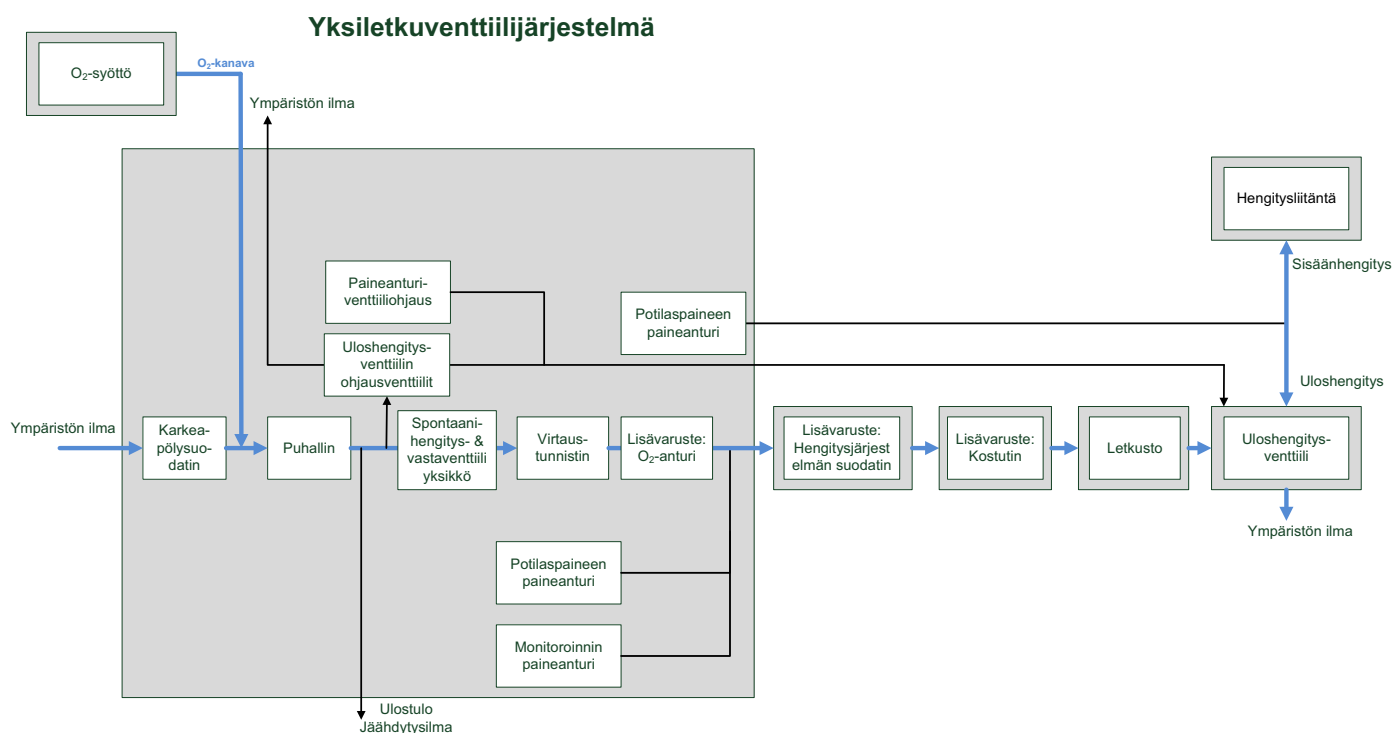 Yksiletkuventtiilijärjestelmä
O₂-syöttö
O₂-kanava
Ympäristön ilma
Hengitysliitäntä
Sisäänhengitys
Paineanturi-
venttiiliohjaus
Potilaspaineen
paineanturi
Uloshengitys-
venttiilin
ohjausventtiilit
Uloshengitys
Ympäristön ilma
Karkea-
pölysuo-
datin
Puhallin
Spontaani-
hengitys- &
vastaventtiili
yksikkö
Virtaus-
tunnistin
Lisävaruste:
O₂-anturi
Lisävaruste:
Hengitysjärjest
elmän suodatin
Lisävaruste:
Kostutin
Letkusto
Uloshengitys-
venttiili
Ympäristön ilma
Potilaspaineen
paineanturi
Monitoroinnin
paineanturi
Ulostulo
Jäähdytysilma